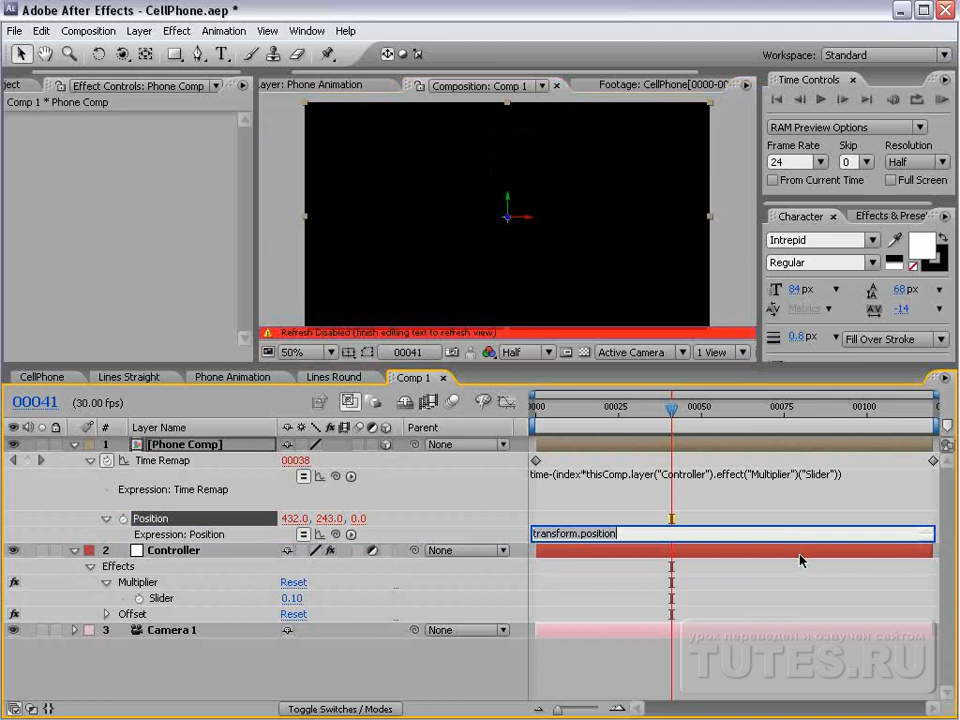 Adobe After Effects - CellPhone.aep *
File Edit Composition Layer Effect Animation View Window Help
Workspace: Standard
ject Effect Controls: Phone Comp
Comp 1 * Phone Comp
ayer: Phone Animation Composition: Comp 1 Footage: CellPhone[0000-00
Time Controls
RAM Preview Options
Frame Rate Skip Resolution
24 0 Half
From Current Time Full Screen
Character Effects & Prese
Intrepid
Regular
84 px 68 px
Metrics -14
0.8 px Fill Over Stroke
Refresh Disabled (finish editing text to refresh view)
50% 00041 Half Active Camera 1 View
CellPhone Lines Straight Phone Animation Lines Round Comp 1
00041 (30.00 fps)
0000 00025 00050 00075 00100
# Layer Name Parent
1 [Phone Comp] None
Time Remap 00038
time-(index*thisComp.layer("Controller").effect("Multiplier")("Slider"))
Expression: Time Remap
Position 432.0, 243.0, 0.0
Expression: Position transform.position
2 Controller None
Effects
Multiplier Reset
Slider 0.10
Offset Reset
3 Camera 1 None
урок переведен и озвучен сайтом
TUTES.RU
Toggle Switches / Modes